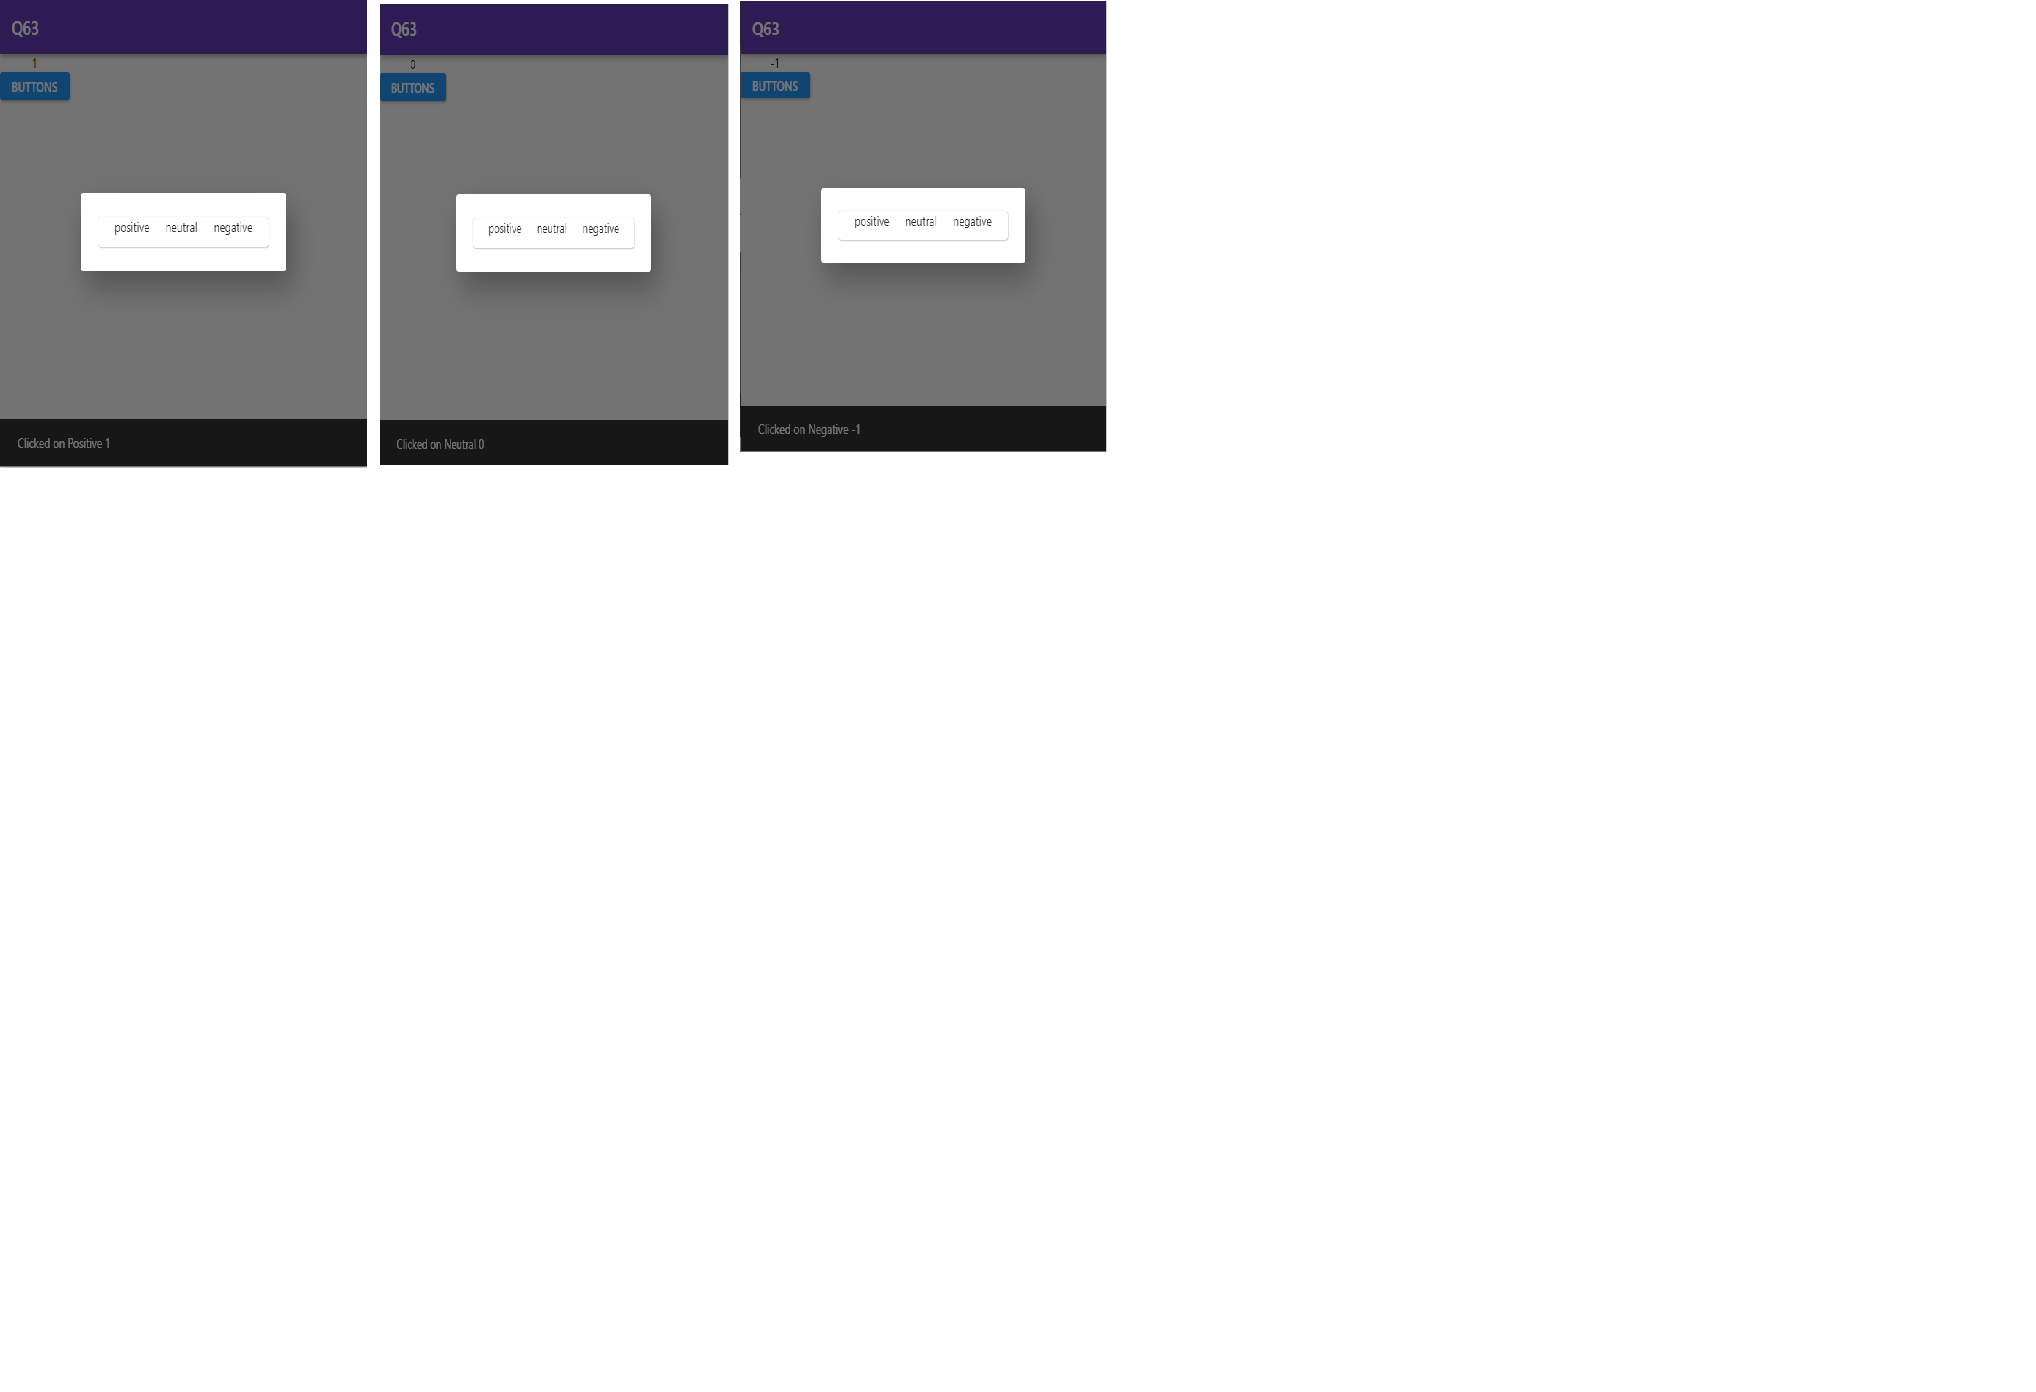 Q63
1
BUTTONS
positive neutral negative
Clicked on Positive 1
Q63
0
BUTTONS
positive neutral negative
Clicked on Neutral 0
Q63
-1
BUTTONS
positive neutral negative
Clicked on Negative -1